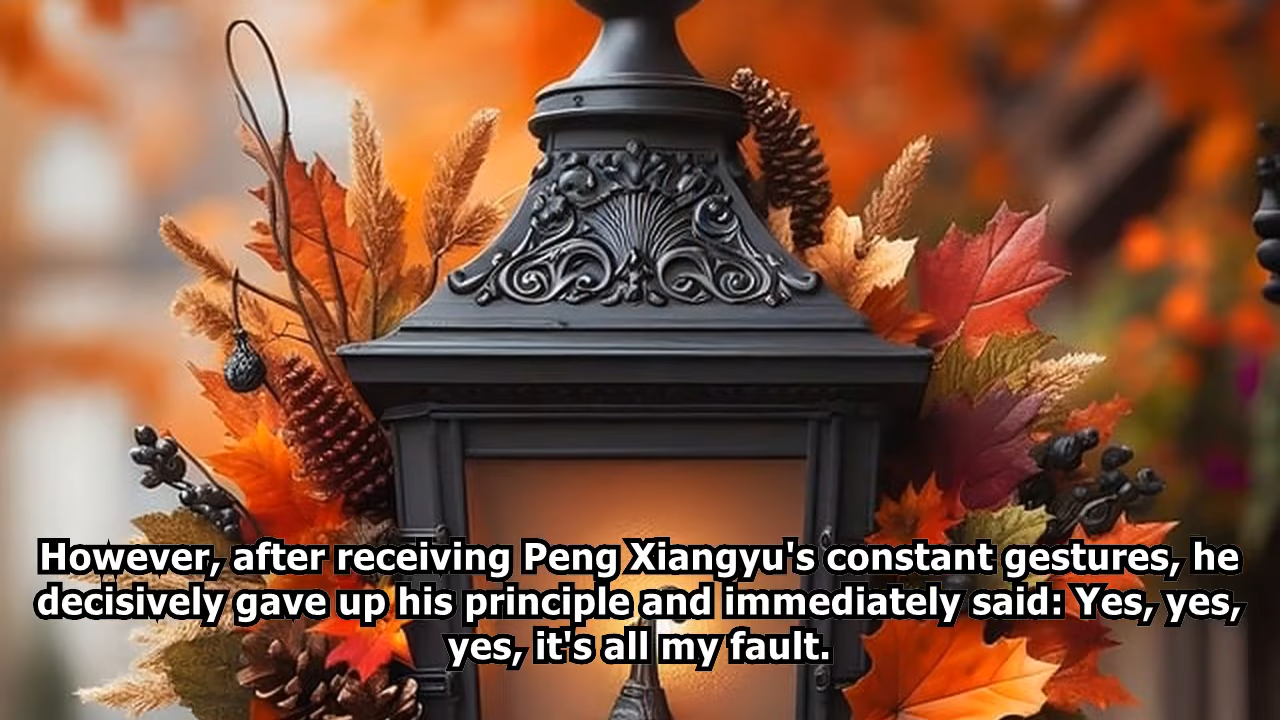 However, after receiving Peng Xiangyu's constant gestures, he
decisively gave up his principle and immediately said: Yes, yes,
yes, it's all my fault.